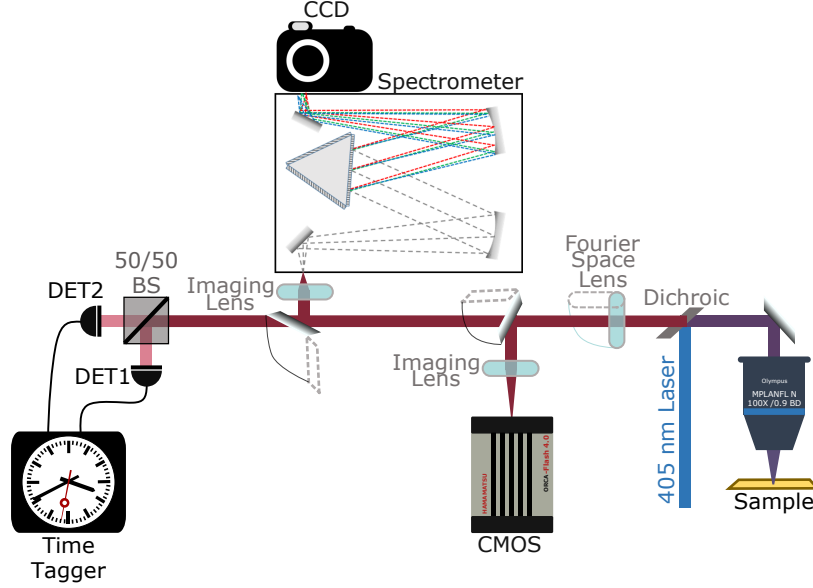 CCD
Spectrometer
Fourier
Space
Lens
50/50
BS
Imaging
Lens
DET2
Dichroic
Imaging
Lens
DET1
Olympus
MPLANFL N
100X /0.9 BD
405 nm Laser
HAMAMATSU
ORCA-Flash 4.0
Sample
CMOS
Time
Tagger